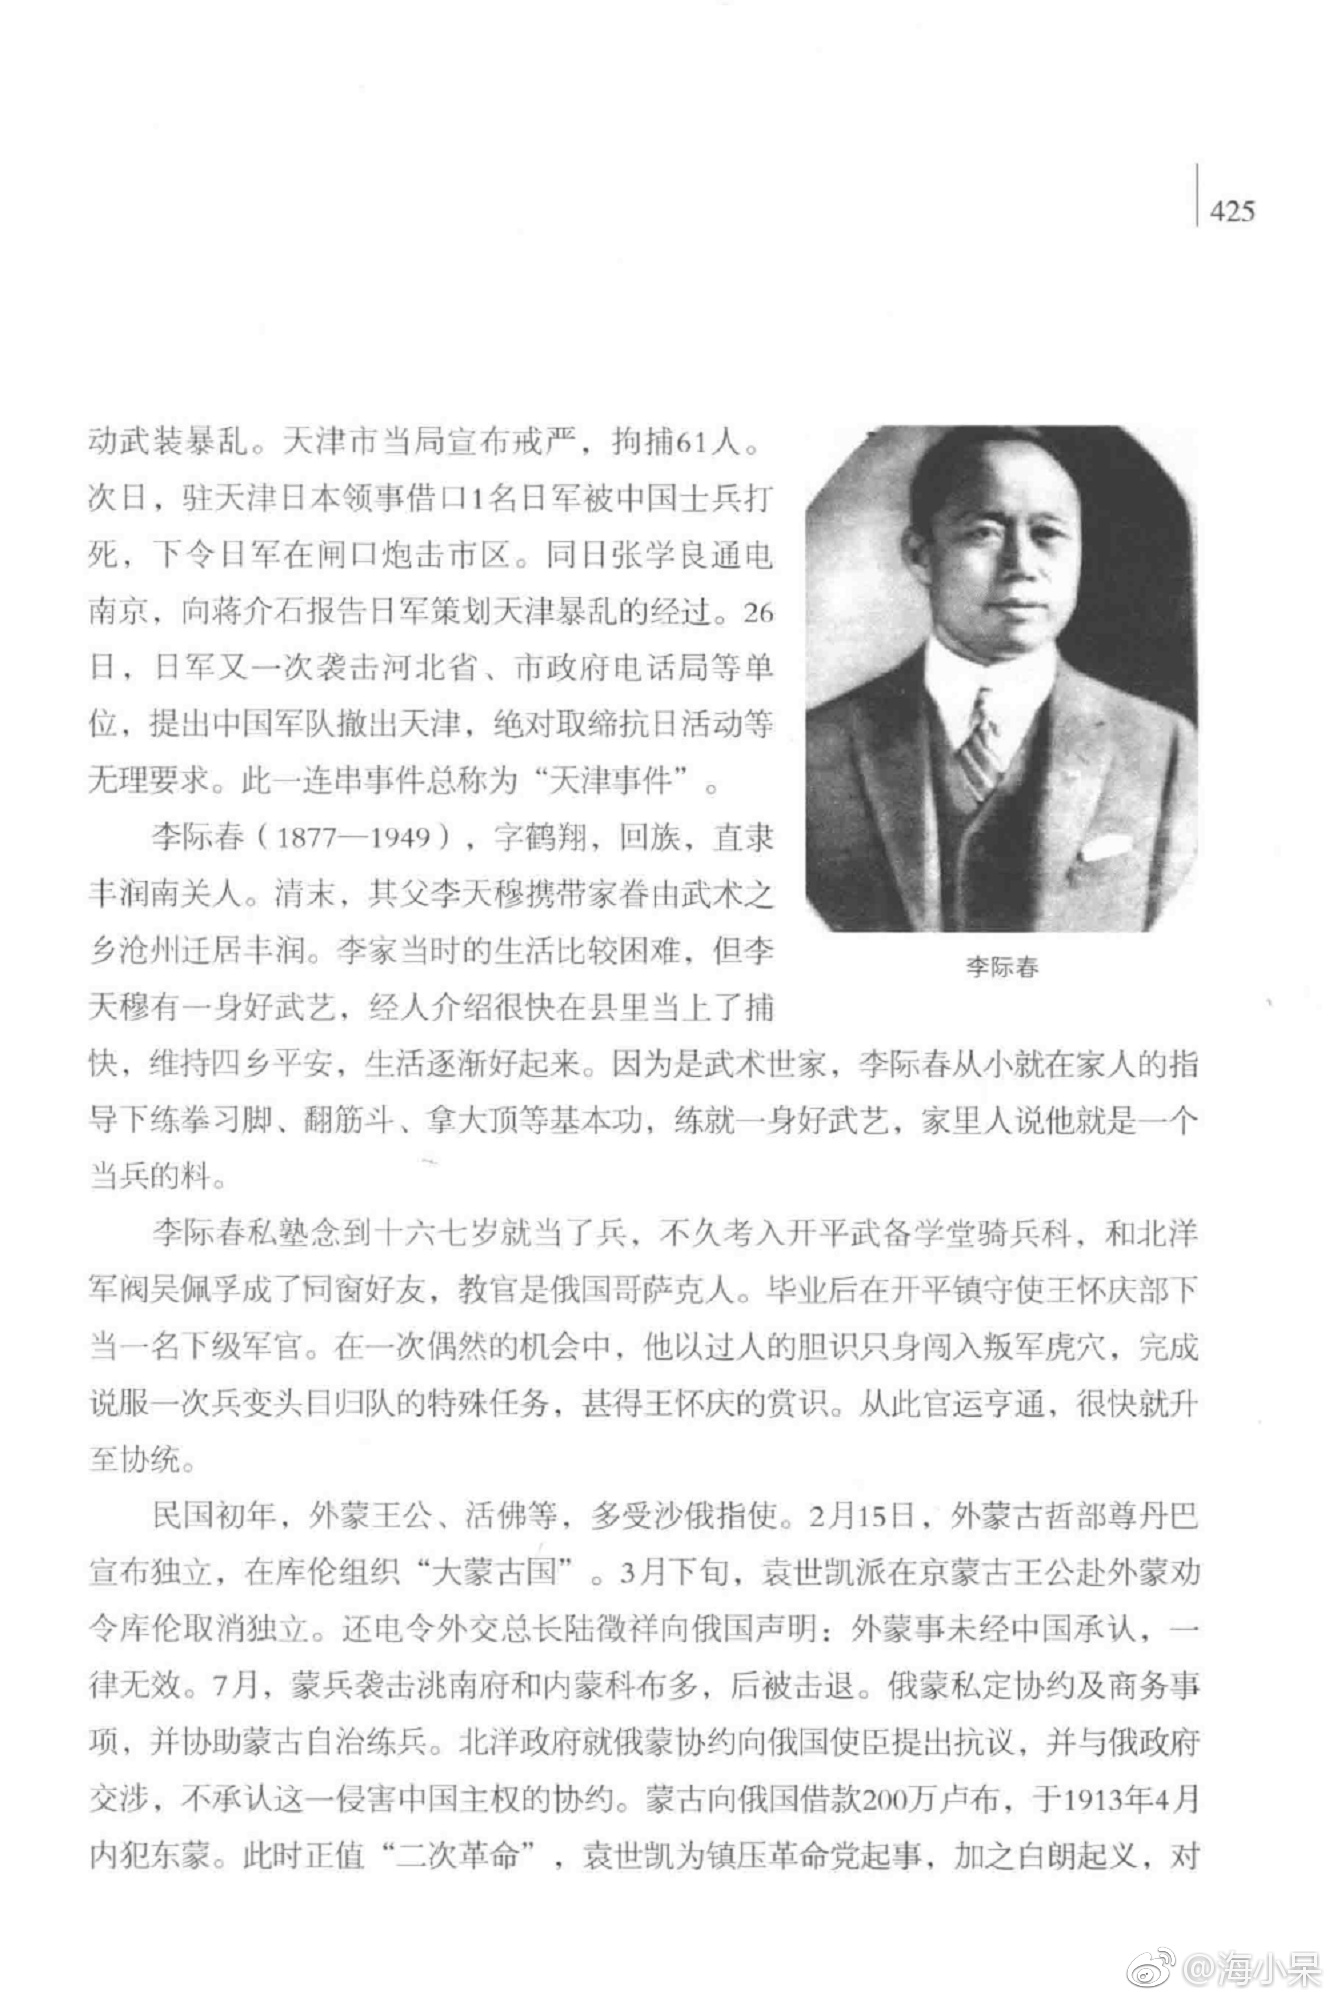 425
动武装暴乱。天津市当局宣布戒严，拘捕61人。
次日，驻天津日本领事借口1名日军被中国士兵打
死，下令日军在闸口炮击市区。同日张学良通电
南京，向蒋介石报告日军策划天津暴乱的经过。26
日，日军又一次袭击河北省、市政府电话局等单
位，提出中国军队撤出天津，绝对取缔抗日活动等
无理要求。此一连串事件总称为“天津事件”。
李际春（1877—1949），字鹤翔，回族，直隶
丰润南关人。清末，其父李天穆携带家眷由武术之
乡沧州迁居丰润。李家当时的生活比较困难，但李
天穆有一身好武艺，经人介绍很快在县里当上了捕
李际春
快，维持四乡平安，生活逐渐好起来。因为是武术世家，李际春从小就在家人的指
导下练拳习脚、翻筋斗、拿大顶等基本功，练就一身好武艺，家里人说他就是一个
当兵的料。
李际春私塾念到十六七岁就当了兵，不久考入开平武备学堂骑兵科，和北洋
军阀吴佩孚成了同窗好友，教官是俄国哥萨克人。毕业后在开平镇守使王怀庆部下
当一名下级军官。在一次偶然的机会中，他以过人的胆识只身闯入叛军虎穴，完成
说服一次兵变头目归队的特殊任务，甚得王怀庆的赏识。从此官运亨通，很快就升
至协统。
民国初年，外蒙王公、活佛等，多受沙俄指使。2月15日，外蒙古哲部尊丹巴
宣布独立，在库伦组织“大蒙古国”。3月下旬，袁世凯派在京蒙古王公赴外蒙劝
令库伦取消独立。还电令外交总长陆徵祥向俄国声明：外蒙事未经中国承认，一
律无效。7月，蒙兵袭击洮南府和内蒙科布多，后被击退。俄蒙私定协约及商务事
项，并协助蒙古自治练兵。北洋政府就俄蒙协约向俄国使臣提出抗议，并与俄政府
交涉，不承认这一侵害中国主权的协约。蒙古向俄国借款200万卢布，于1913年4月
内犯东蒙。此时正值“二次革命”，袁世凯为镇压革命党起事，加之白朗起义，对
@海小呆